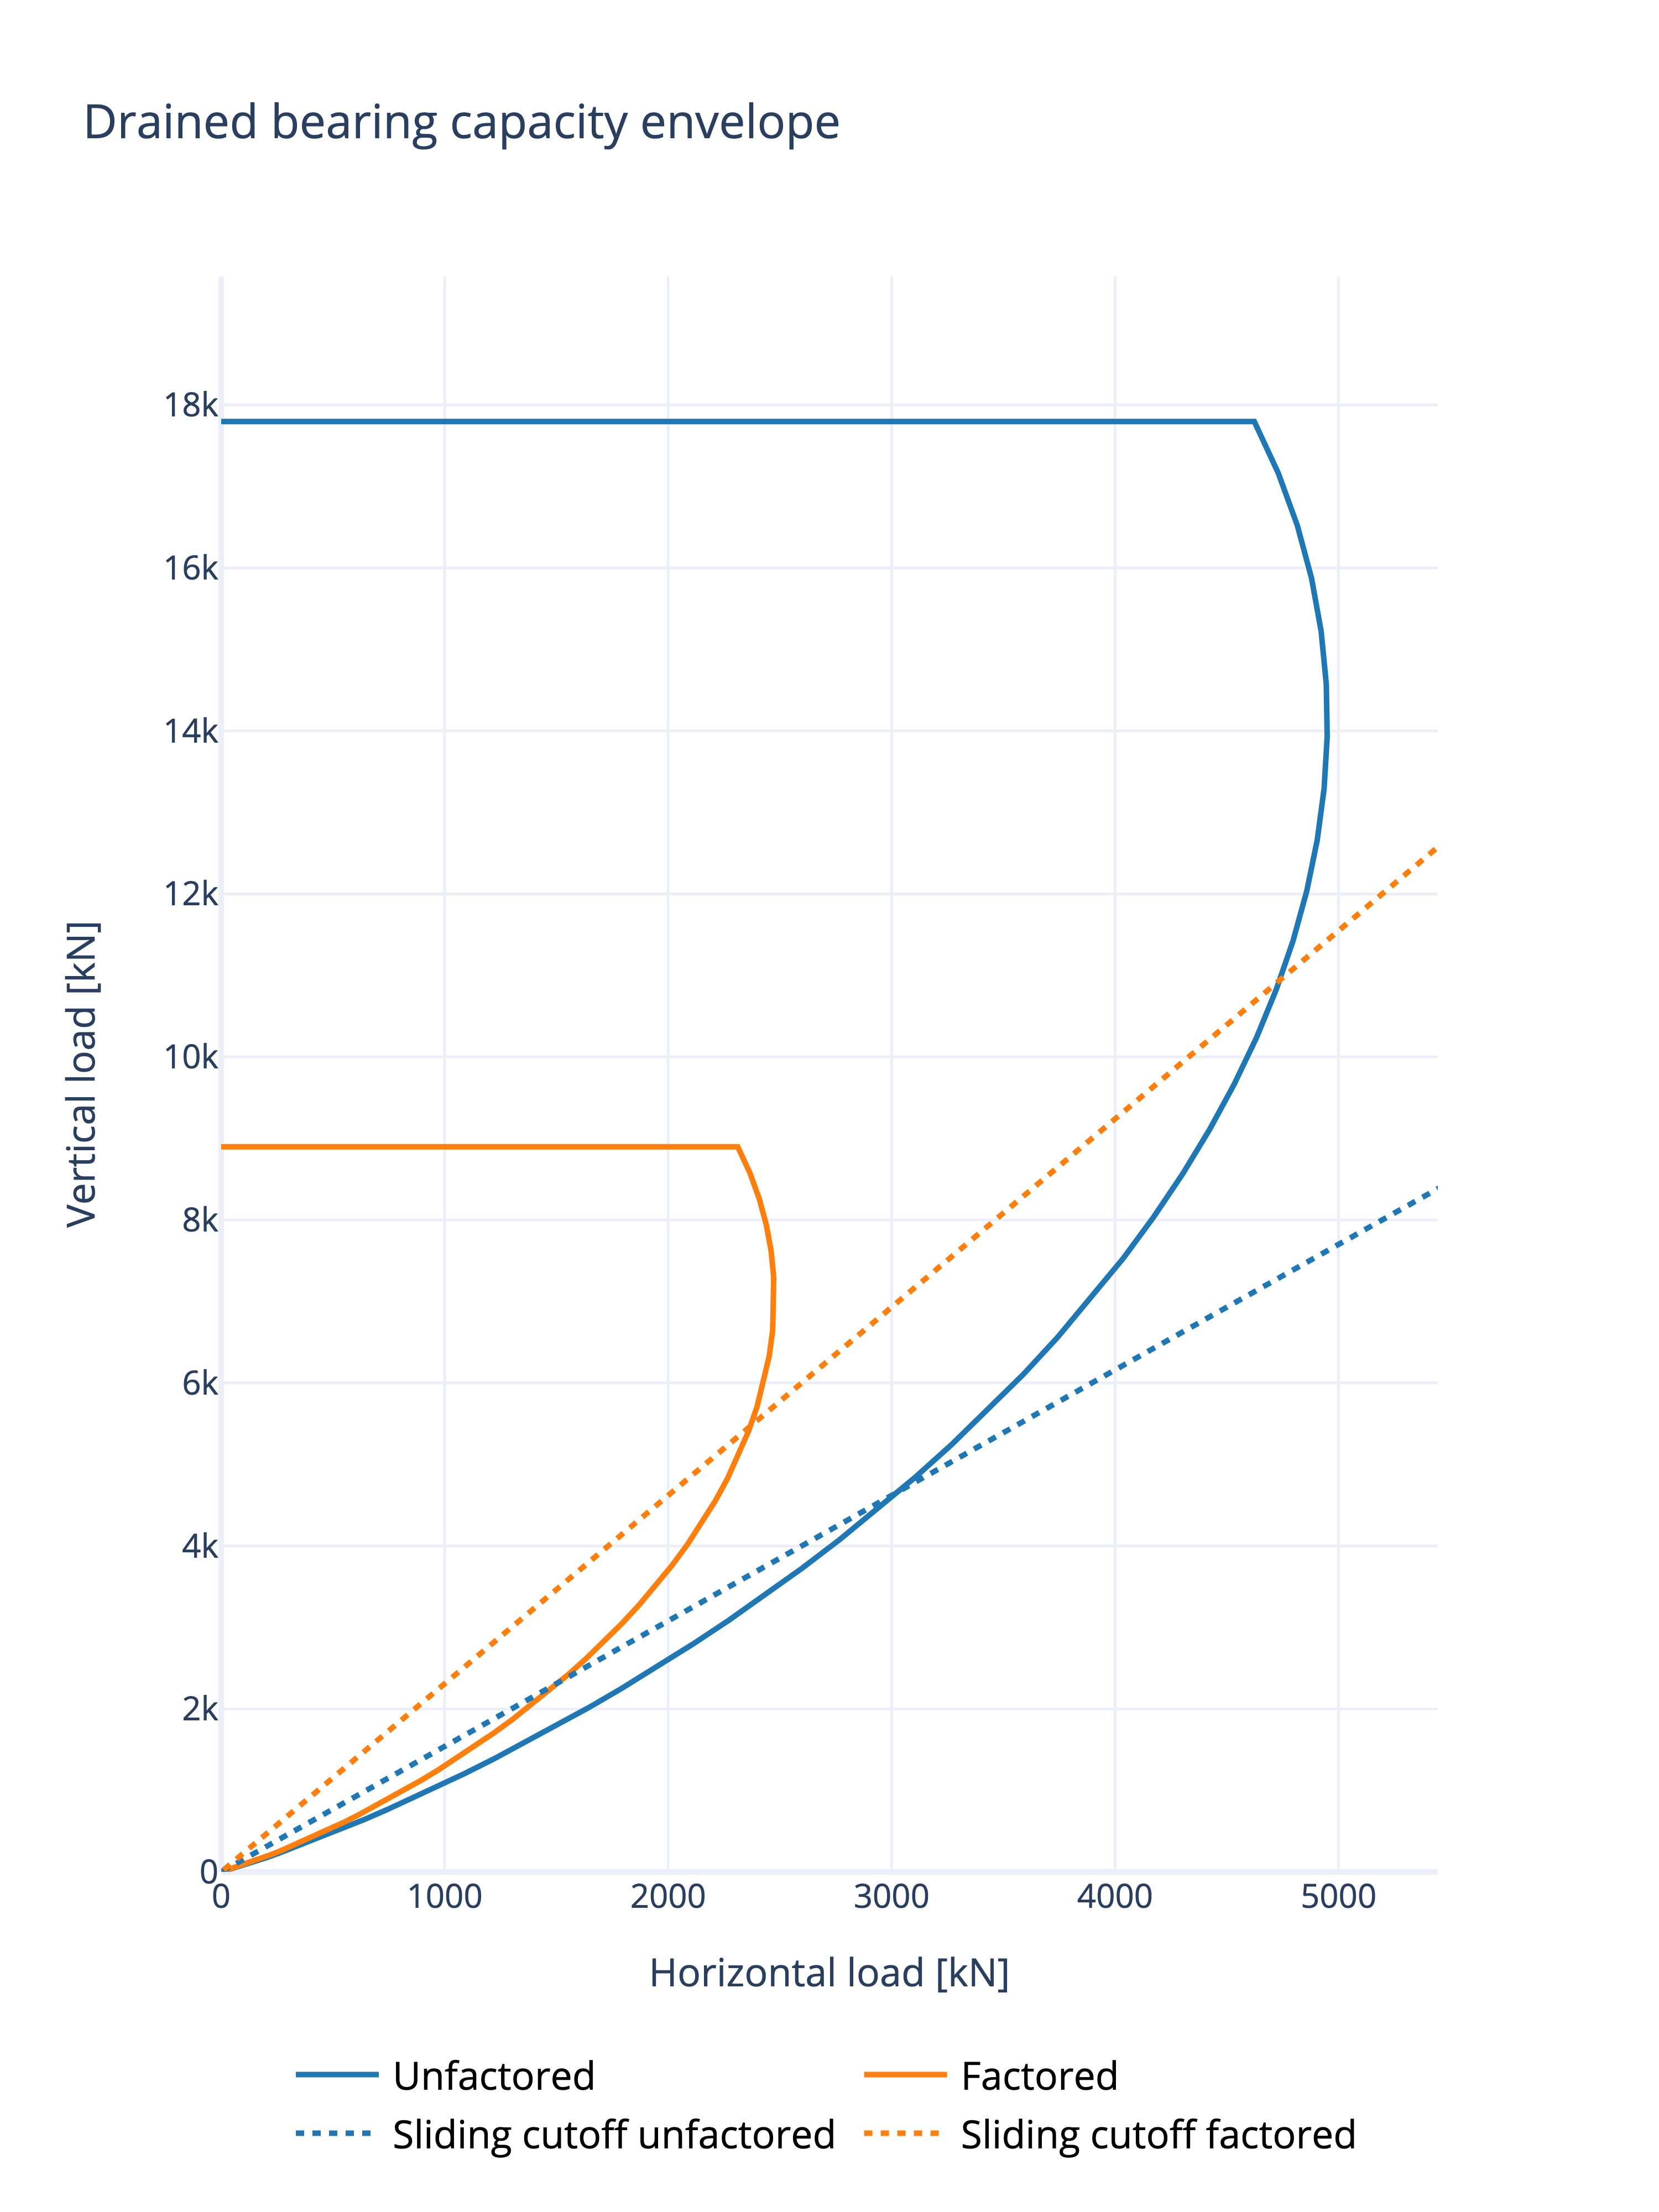 Drained bearing capacity envelope
18k
16k
14k
12k
10k
8k
6k
4k
2k
0
Vertical load [kN]
0 1000 2000 3000 4000 5000
Horizontal load [kN]
Unfactored Factored
Sliding cutoff unfactored Sliding cutoff factored